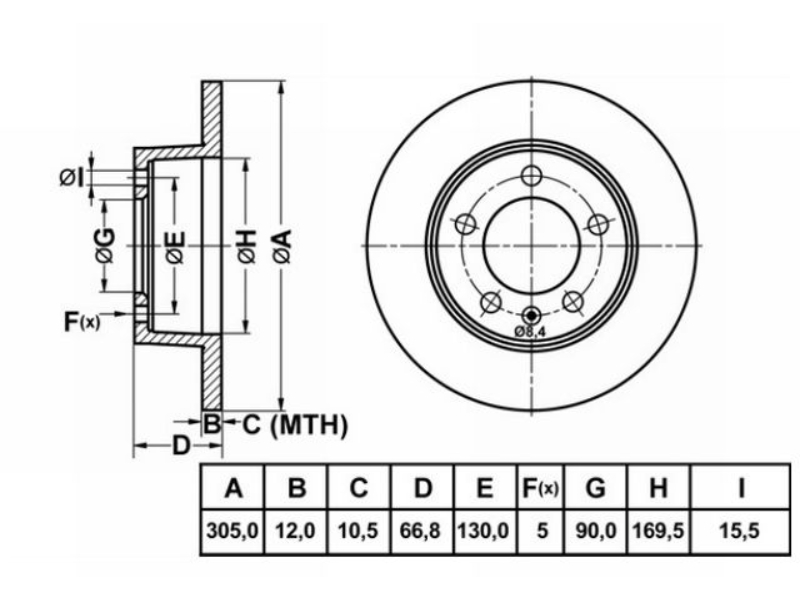 ØI
ØG
ØE
ØH
ØA
F(x)
Ø8,4
B
C (MTH)
D
A B C D E F(x) G H I
305,0 12,0 10,5 66,8 130,0 5 90,0 169,5 15,5